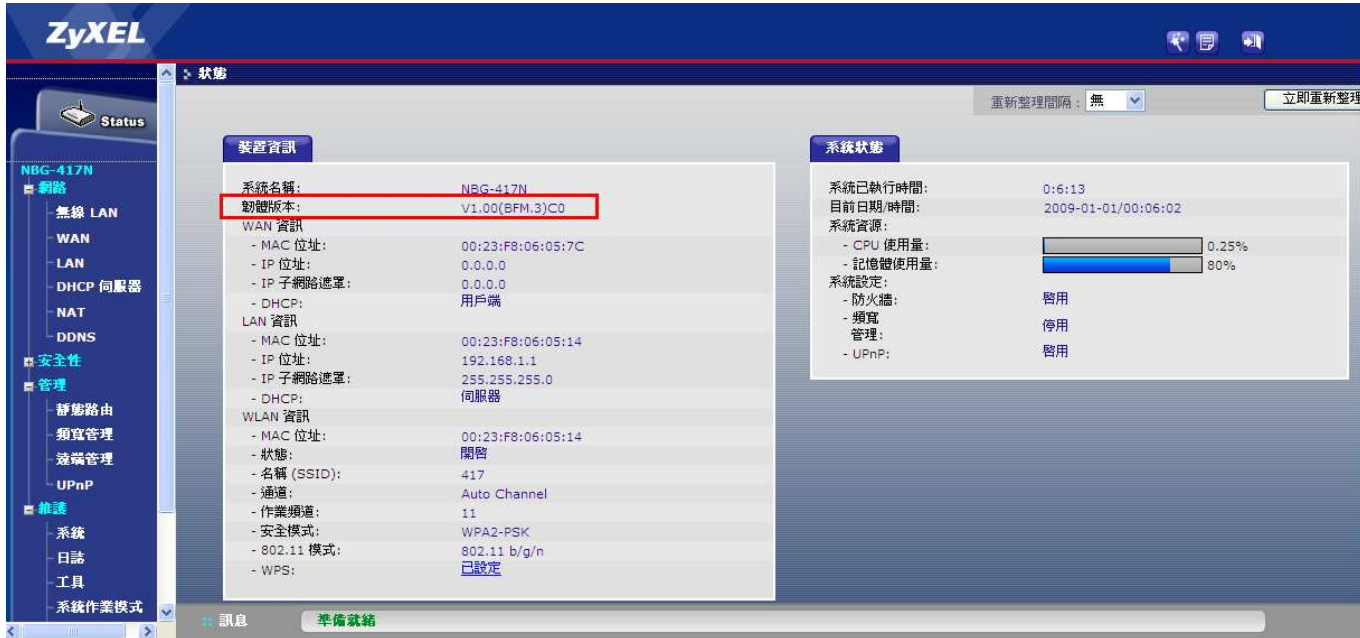 ZyXEL
狀態
重新整理間隔 : 無
立即重新整理
Status
NBG-417N
網路
無線 LAN
WAN
LAN
DHCP 伺服器
NAT
DDNS
安全性
管理
靜態路由
頻寬管理
遠端管理
UPnP
維護
系統
日誌
工具
系統作業模式
裝置資訊
系統名稱: NBG-417N
韌體版本: V1.00(BFM.3)C0
WAN 資訊
- MAC 位址: 00:23:F8:06:05:7C
- IP 位址: 0.0.0.0
- IP 子網路遮罩: 0.0.0.0
- DHCP: 用戶端
LAN 資訊
- MAC 位址: 00:23:F8:06:05:14
- IP 位址: 192.168.1.1
- IP 子網路遮罩: 255.255.255.0
- DHCP: 伺服器
WLAN 資訊
- MAC 位址: 00:23:F8:06:05:14
- 狀態: 開啓
- 名稱 (SSID): 417
- 通道: Auto Channel
- 作業頻道: 11
- 安全模式: WPA2-PSK
- 802.11 模式: 802.11 b/g/n
- WPS: 已設定
系統狀態
系統已執行時間: 0:6:13
目前日期/時間: 2009-01-01/00:06:02
系統資源:
- CPU 使用量: 0.25%
- 記憶體使用量: 80%
系統設定:
- 防火牆: 啓用
- 頻寬
管理: 停用
- UPnP: 啓用
訊息
準備就緒